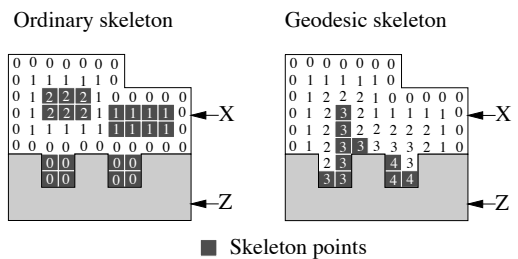 Ordinary skeleton
Geodesic skeleton
0 0 0 0 0 0 0
0 1 1 1 1 1 0
0 1 2 2 2 1 0 0 0 0 0
0 1 2 2 2 1 1 1 1 1 0
0 1 1 1 1 1 1 1 1 1 0
0 0 0 0 0 0 0 0 0 0 0
0 0 0 0
0 0 0 0
X
Z
0 0 0 0 0 0 0
0 1 1 1 1 1 0
0 1 2 2 2 1 0 0 0 0 0
0 1 2 3 2 2 1 1 1 1 0
0 1 2 3 2 2 2 2 2 1 0
0 1 2 3 3 3 3 3 2 1 0
2 3 4 3
3 3 4 4
X
Z
Skeleton points